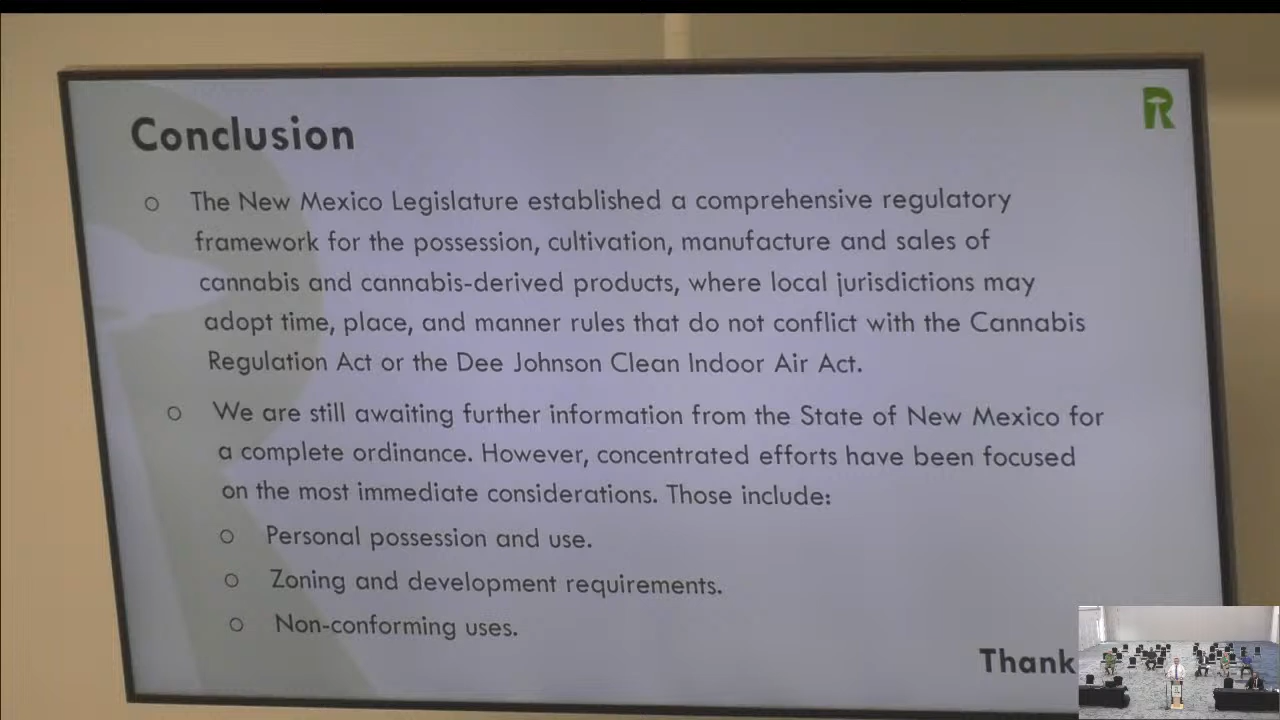 R
Conclusion
The New Mexico Legislature established a comprehensive regulatory
framework for the possession, cultivation, manufacture and sales of
cannabis and cannabis-derived products, where local jurisdictions may
adopt time, place, and manner rules that do not conflict with the Cannabis
Regulation Act or the Dee Johnson Clean Indoor Air Act.
We are still awaiting further information from the State of New Mexico for
a complete ordinance. However, concentrated efforts have been focused
on the most immediate considerations. Those include:
Personal possession and use.
Zoning and development requirements.
Non-conforming uses.
Thank